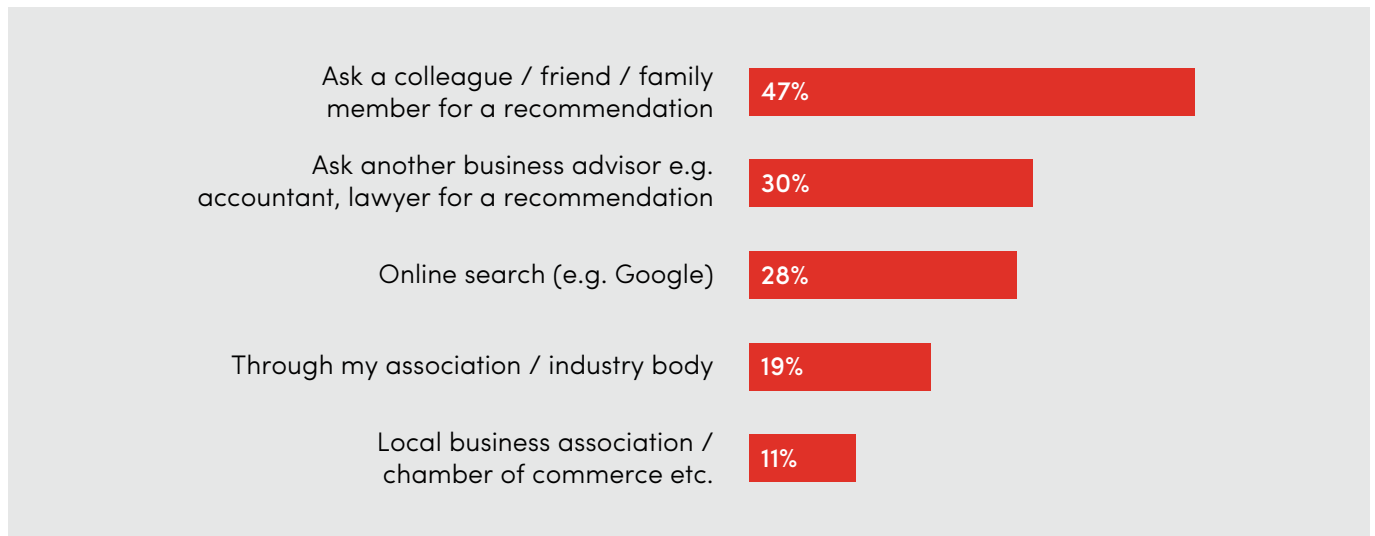 Ask a colleague / friend / family
member for a recommendation
47%
Ask another business advisor e.g.
accountant, lawyer for a recommendation
30%
Online search (e.g. Google)
28%
Through my association / industry body
19%
Local business association /
chamber of commerce etc.
11%